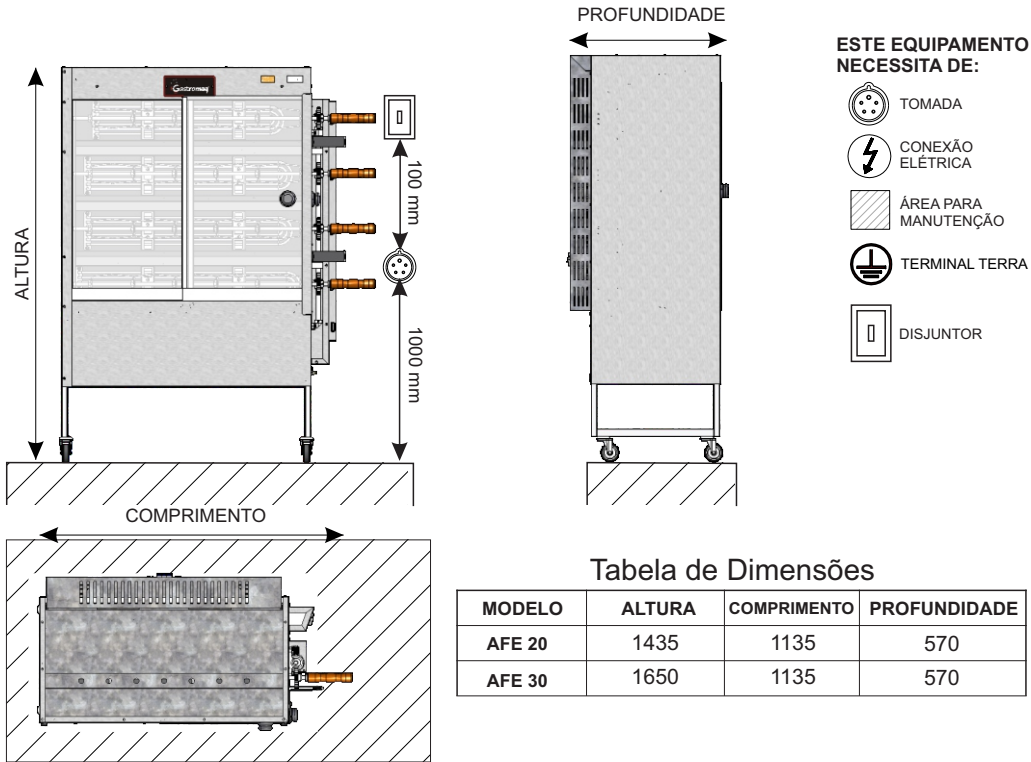 PROFUNDIDADE
ESTE EQUIPAMENTO
NECESSITA DE:
TOMADA
CONEXÃO
ELÉTRICA
ÁREA PARA
MANUTENÇÃO
TERMINAL TERRA
DISJUNTOR
Gastromaq
ALTURA
100 mm
1000 mm
COMPRIMENTO
Tabela de Dimensões
MODELO ALTURA COMPRIMENTO PROFUNDIDADE
AFE 20 1435 1135 570
AFE 30 1650 1135 570